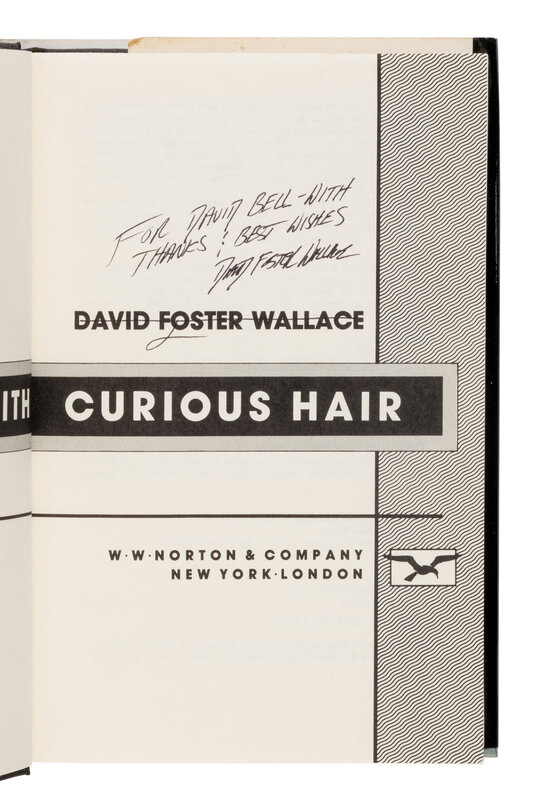 FOR DAVID BELL-WITH
THANKS & BEST WISHES
DAVID FOSTER WALLACE
DAVID FOSTER WALLACE
ITH CURIOUS HAIR
W·W·NORTON & COMPANY
NEW YORK·LONDON